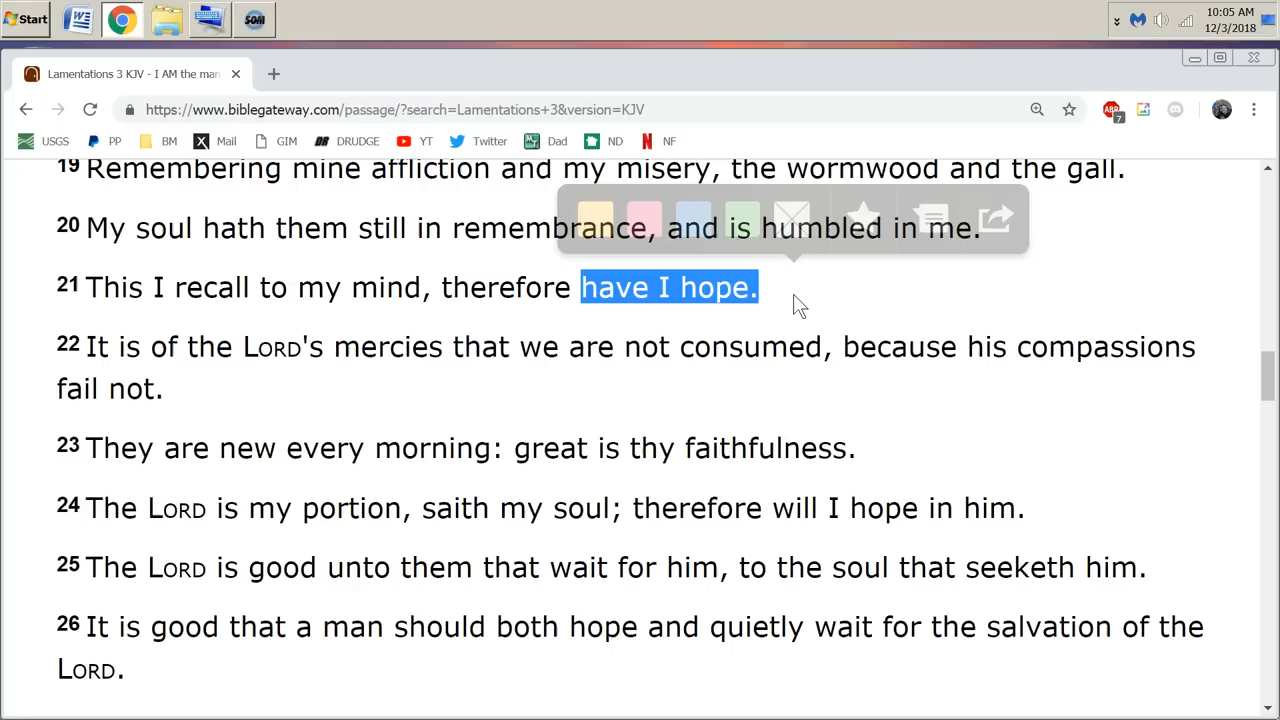 Start
SOM
10:05 AM
12/3/2018
Lamentations 3 KJV - I AM the man
https://www.biblegateway.com/passage/?search=Lamentations+3&version=KJV
ABP
7
USGS PP BM X Mail GIM DRUDGE YT Twitter Dad ND N NF
19 Remembering mine affliction and my misery, the wormwood and the gall.
20 My soul hath them still in remembrance, and is humbled in me.
21 This I recall to my mind, therefore have I hope.
22 It is of the LORD's mercies that we are not consumed, because his compassions
fail not.
23 They are new every morning: great is thy faithfulness.
24 The LORD is my portion, saith my soul; therefore will I hope in him.
25 The LORD is good unto them that wait for him, to the soul that seeketh him.
26 It is good that a man should both hope and quietly wait for the salvation of the
LORD.